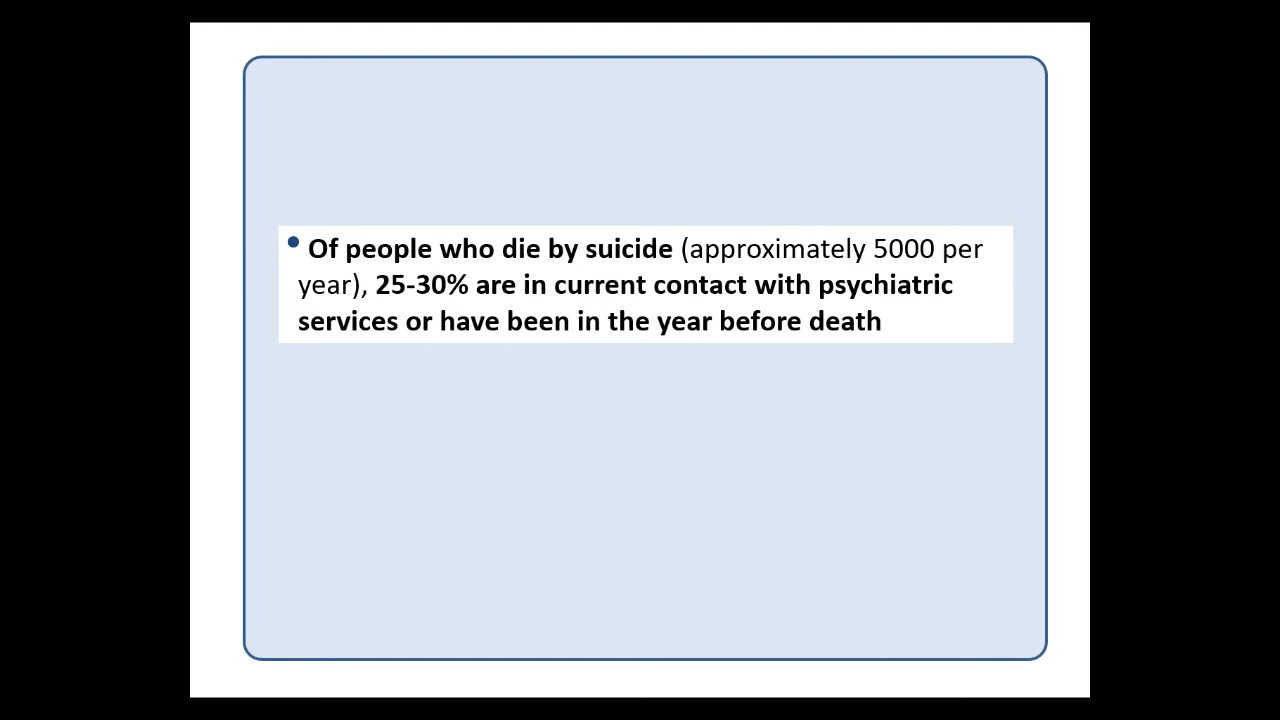 • Of people who die by suicide (approximately 5000 per
year), 25-30% are in current contact with psychiatric
services or have been in the year before death